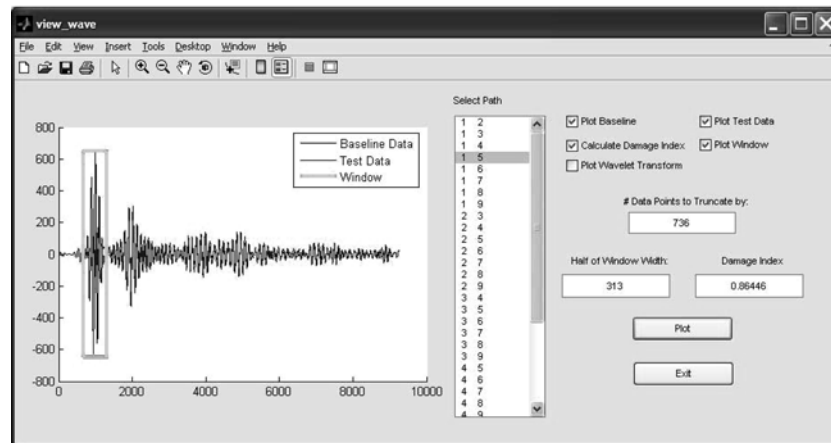 view_wave
File Edit View Insert Tools Desktop Window Help
Select Path
800
600
400
200
0
-200
-400
-600
-800
0 2000 4000 6000 8000 10000
Baseline Data
Test Data
Window
1 2
1 3
1 4
1 5
1 6
1 7
1 8
1 9
2 3
2 4
2 5
2 6
2 7
2 8
2 9
3 4
3 5
3 6
3 7
3 8
3 9
4 5
4 6
4 7
4 8
4 9
Plot Baseline
Plot Test Data
Calculate Damage Index
Plot Window
Plot Wavelet Transform
# Data Points to Truncate by:
736
Half of Window Width:
Damage Index
313
0.86446
Plot
Exit